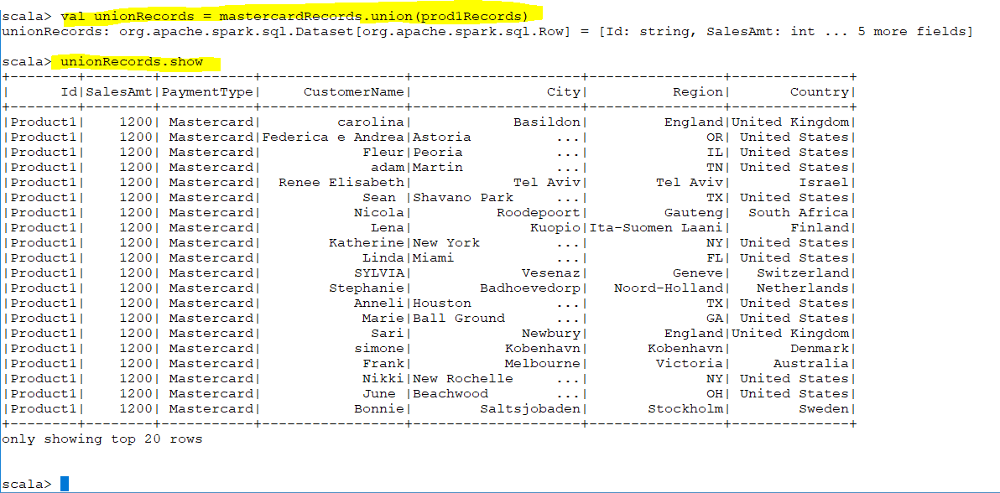 scala> val unionRecords = mastercardRecords.union(prod1Records)
unionRecords: org.apache.spark.sql.Dataset[org.apache.spark.sql.Row] = [Id: string, SalesAmt: int ... 5 more fields]
scala> unionRecords.show
+--------+--------+-----------+-----------------+--------------------+----------------+--------------+
|      Id|SalesAmt|PaymentType|     CustomerName|                City|          Region|       Country|
+--------+--------+-----------+-----------------+--------------------+----------------+--------------+
|Product1|    1200| Mastercard|         carolina|            Basildon|         England|United Kingdom|
|Product1|    1200| Mastercard|Federica e Andrea|Astoria          ...|              OR| United States|
|Product1|    1200| Mastercard|            Fleur|Peoria           ...|              IL| United States|
|Product1|    1200| Mastercard|             adam|Martin           ...|              TN| United States|
|Product1|    1200| Mastercard|  Renee Elisabeth|            Tel Aviv|        Tel Aviv|        Israel|
|Product1|    1200| Mastercard|            Sean |Shavano Park     ...|              TX| United States|
|Product1|    1200| Mastercard|           Nicola|          Roodepoort|         Gauteng|  South Africa|
|Product1|    1200| Mastercard|             Lena|              Kuopio|Ita-Suomen Laani|       Finland|
|Product1|    1200| Mastercard|        Katherine|New York         ...|              NY| United States|
|Product1|    1200| Mastercard|            Linda|Miami            ...|              FL| United States|
|Product1|    1200| Mastercard|           SYLVIA|             Vesenaz|          Geneve|   Switzerland|
|Product1|    1200| Mastercard|        Stephanie|        Badhoevedorp|   Noord-Holland|   Netherlands|
|Product1|    1200| Mastercard|           Anneli|Houston          ...|              TX| United States|
|Product1|    1200| Mastercard|            Marie|Ball Ground      ...|              GA| United States|
|Product1|    1200| Mastercard|             Sari|             Newbury|         England|United Kingdom|
|Product1|    1200| Mastercard|           simone|           Kobenhavn|       Kobenhavn|       Denmark|
|Product1|    1200| Mastercard|            Frank|           Melbourne|        Victoria|     Australia|
|Product1|    1200| Mastercard|            Nikki|New Rochelle     ...|              NY| United States|
|Product1|    1200| Mastercard|            June |Beachwood        ...|              OH| United States|
|Product1|    1200| Mastercard|           Bonnie|        Saltsjobaden|       Stockholm|        Sweden|
+--------+--------+-----------+-----------------+--------------------+----------------+--------------+
only showing top 20 rows
scala>